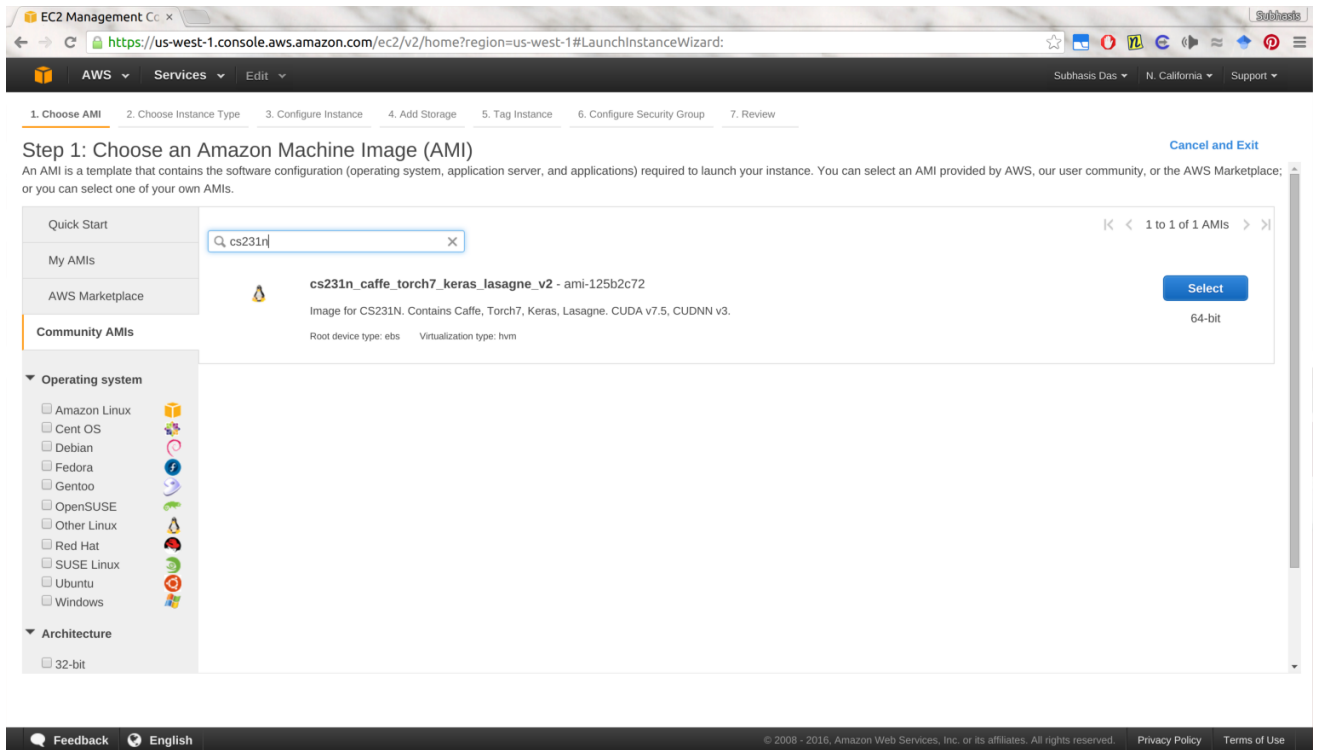 EC2 Management Co ×
Subhasis
https://us-west-1.console.aws.amazon.com/ec2/v2/home?region=us-west-1#LaunchInstanceWizard:
AWS Services Edit Subhasis Das N. California Support
1. Choose AMI 2. Choose Instance Type 3. Configure Instance 4. Add Storage 5. Tag Instance 6. Configure Security Group 7. Review
Step 1: Choose an Amazon Machine Image (AMI)
Cancel and Exit
An AMI is a template that contains the software configuration (operating system, application server, and applications) required to launch your instance. You can select an AMI provided by AWS, our user community, or the AWS Marketplace;
or you can select one of your own AMIs.
Quick Start
My AMIs
AWS Marketplace
Community AMIs
Operating system
Amazon Linux
Cent OS
Debian
Fedora
Gentoo
OpenSUSE
Other Linux
Red Hat
SUSE Linux
Ubuntu
Windows
Architecture
32-bit
1 to 1 of 1 AMIs
cs231n
cs231n_caffe_torch7_keras_lasagne_v2 - ami-125b2c72
Select
Image for CS231N. Contains Caffe, Torch7, Keras, Lasagne. CUDA v7.5, CUDNN v3.
64-bit
Root device type: ebs Virtualization type: hvm
Feedback English © 2008 - 2016, Amazon Web Services, Inc. or its affiliates. All rights reserved. Privacy Policy Terms of Use